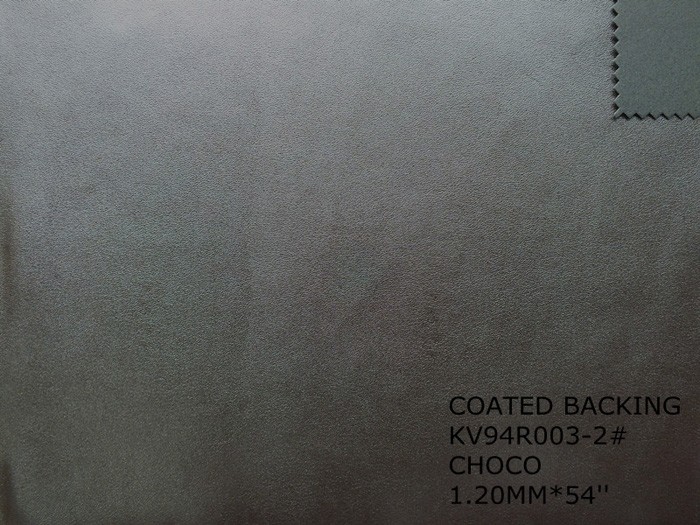 COATED BACKING
KV94R003-2#
CHOCO
1.20MM*54''